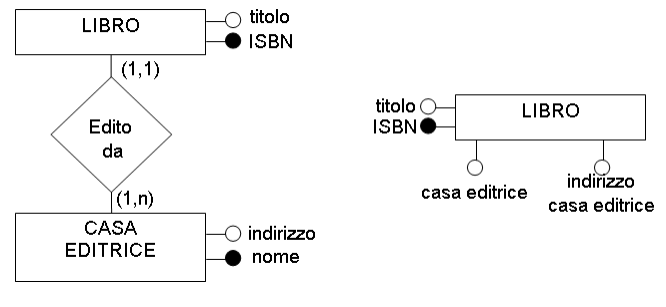 LIBRO
titolo
ISBN
(1,1)
Edito
da
(1,n)
CASA
EDITRICE
indirizzo
nome
titolo
ISBN
LIBRO
casa editrice
indirizzo
casa editrice